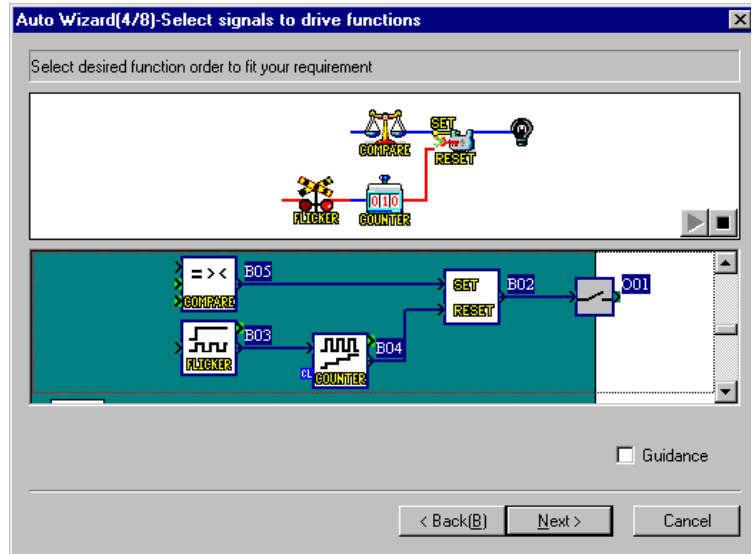 Auto Wizard(4/8)-Select signals to drive functions
Select desired function order to fit your requirement
COMPARE
SET
RESET
FLICKER
010
COUNTER
= > <
COMPARE
B05
SET
RESET
B02
O01
FLICKER
B03
CL
COUNTER
B04
Guidance
< Back(B)
Next >
Cancel